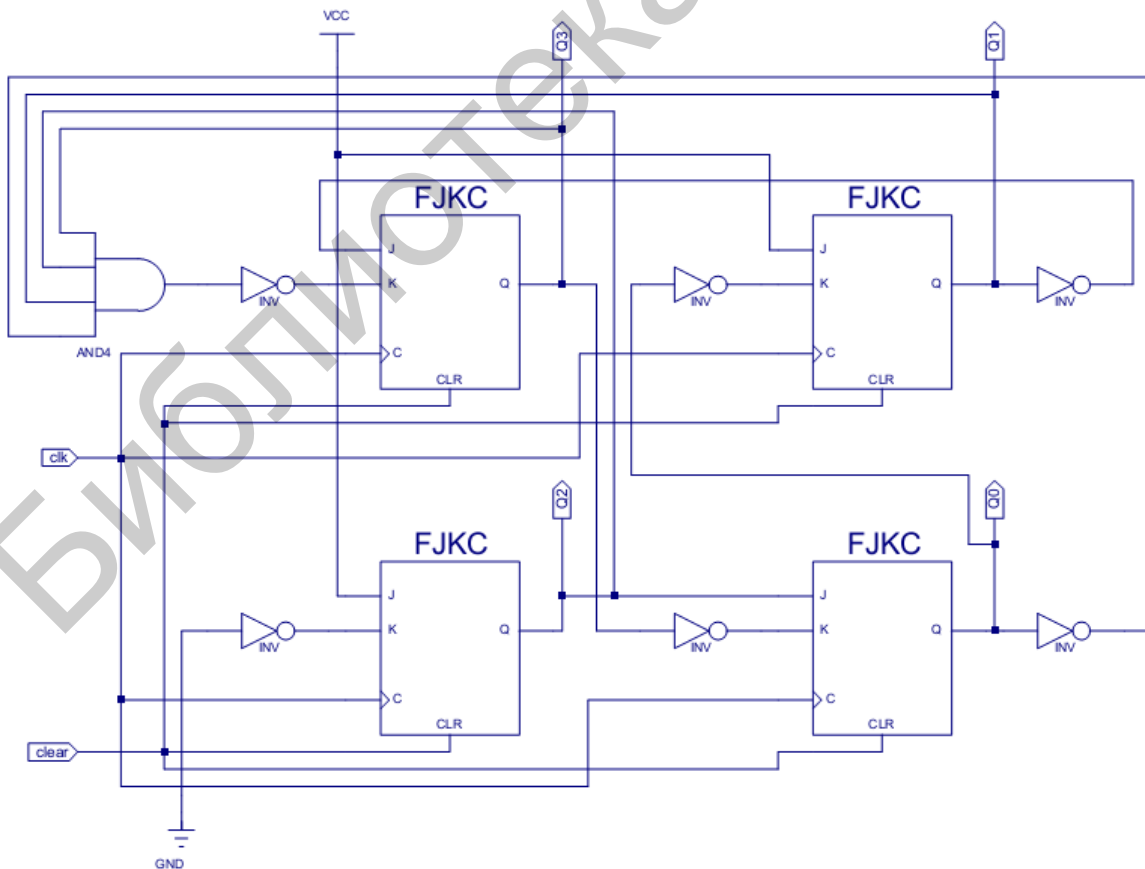 VCC
Q3
Q1
FJKC
FJKC
J
J
K
Q
INV
K
Q
INV
INV
C
C
AND4
CLR
CLR
clk
Q2
Q0
FJKC
FJKC
J
J
K
Q
K
Q
INV
INV
INV
C
C
CLR
CLR
clear
GND
Библиотека